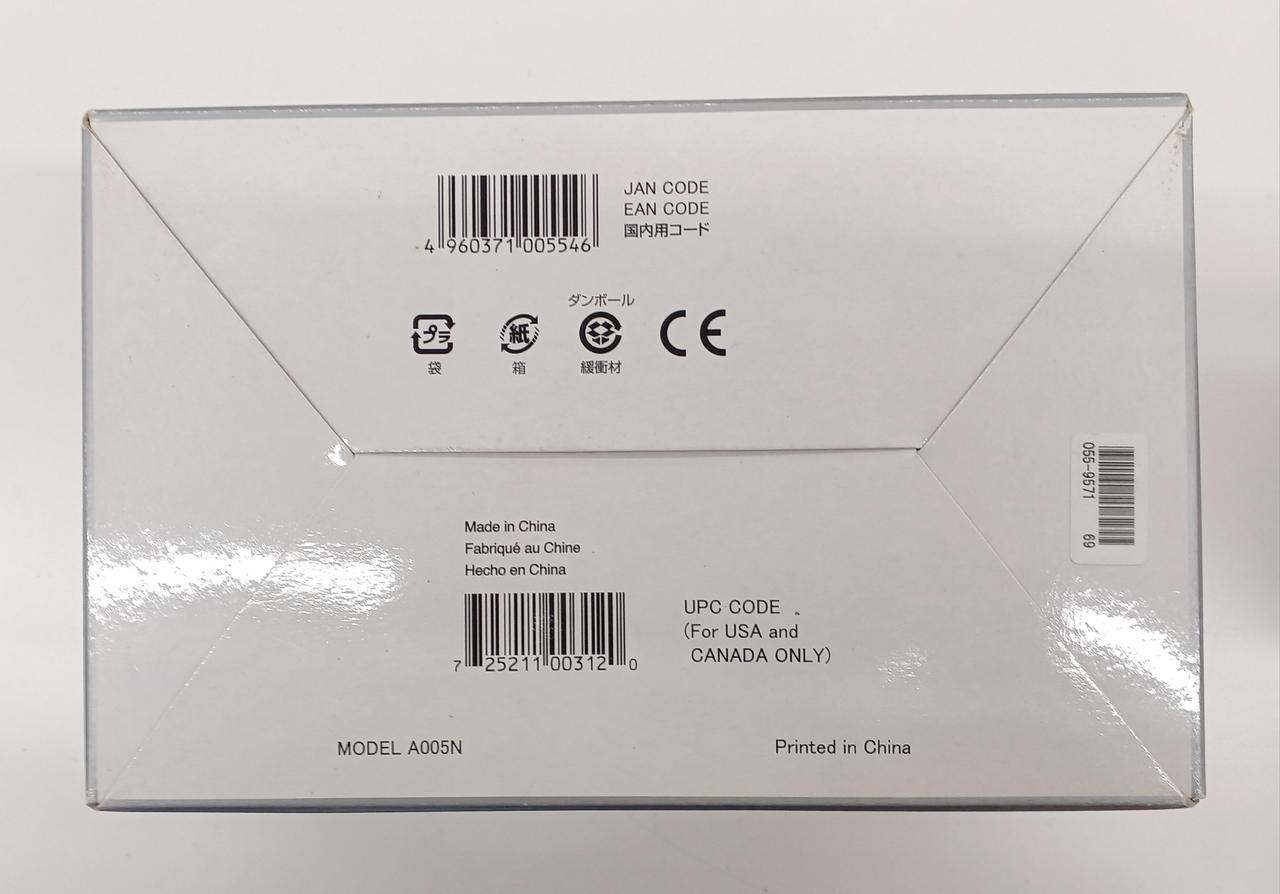 JAN CODE
EAN CODE
国内用コード
4 960371 005546
ダンボール
プラ
紙
袋
箱
緩衝材
CE
055-9571 69
Made in China
Fabriqué au Chine
Hecho en China
7 25211 00312 0
UPC CODE
(For USA and
CANADA ONLY)
MODEL A005N
Printed in China